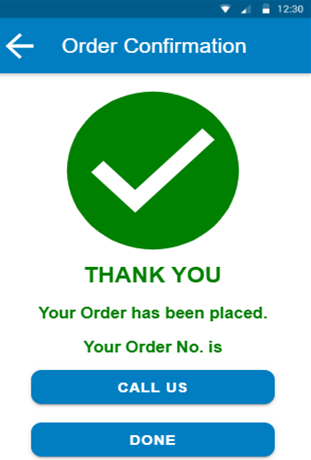 12:30
Order Confirmation
THANK YOU
Your Order has been placed.
Your Order No. is
CALL US
DONE